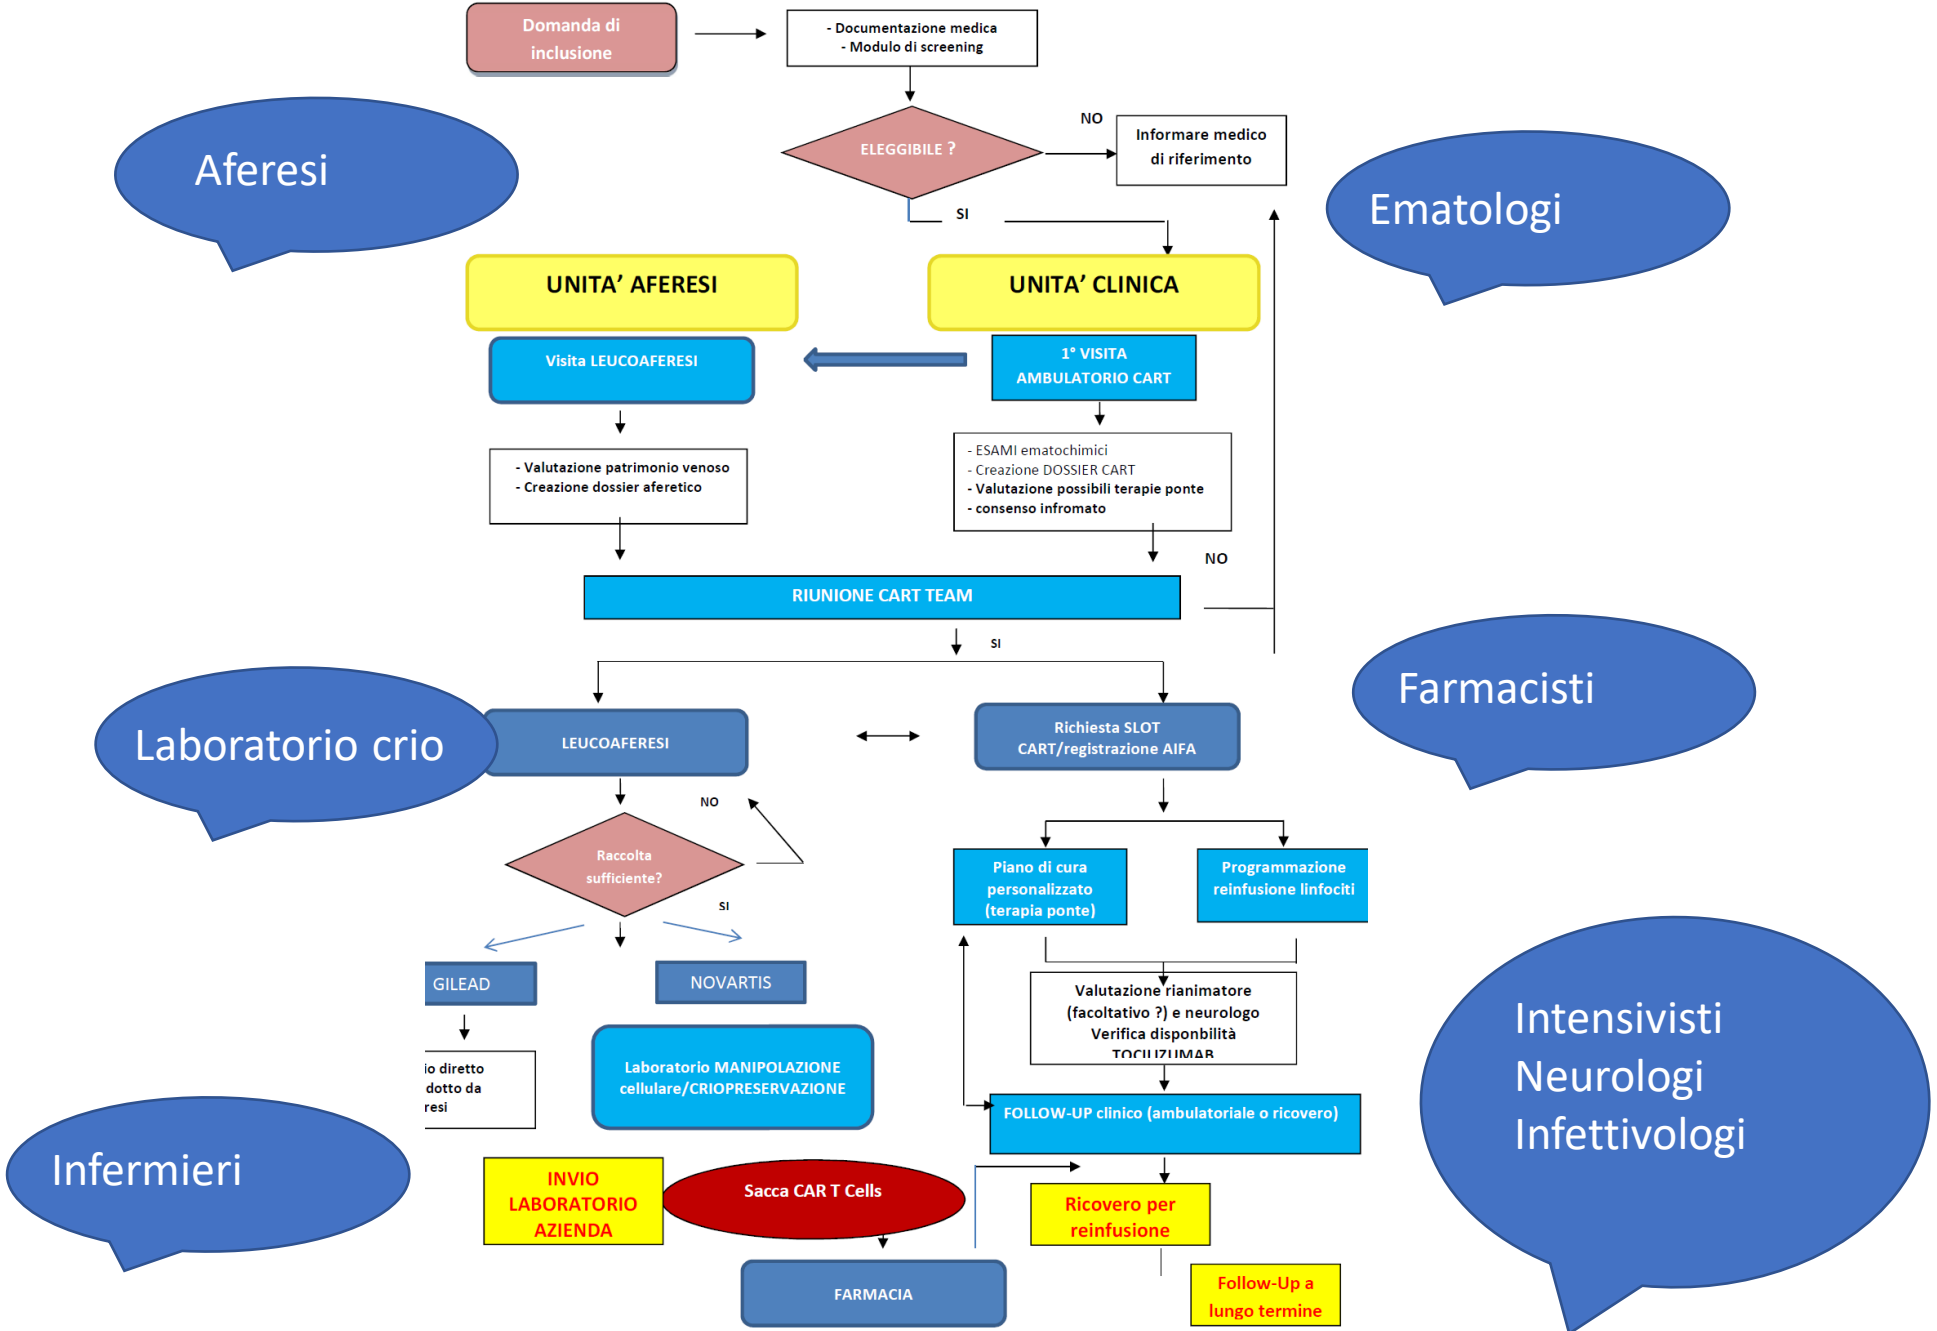 Domanda di
inclusione
- Documentazione medica
- Modulo di screening
Aferesi
ELEGGIBILE ?
NO
Informare medico
di riferimento
Ematologi
SI
UNITA' AFERESI
UNITA' CLINICA
Visita LEUCOAFERESI
1° VISITA
AMBULATORIO CART
- Valutazione patrimonio venoso
- Creazione dossier aferetico
- ESAMI ematochimici
- Creazione DOSSIER CART
- Valutazione possibili terapie ponte
- consenso infromato
NO
RIUNIONE CART TEAM
SI
Laboratorio crio
LEUCOAFERESI
Richiesta SLOT
CART/registrazione AIFA
Farmacisti
NO
Raccolta
sufficiente?
SI
Piano di cura
personalizzato
(terapia ponte)
Programmazione
reinfusione linfociti
GILEAD
NOVARTIS
Valutazione rianimatore
(facoltativo ?) e neurologo
Verifica disponbilità
TOCILIZUMAB
io diretto
dotto da
resi
Laboratorio MANIPOLAZIONE
cellulare/CRIOPRESERVAZIONE
FOLLOW-UP clinico (ambulatoriale o ricovero)
Intensivisti
Neurologi
Infettivologi
Infermieri
INVIO
LABORATORIO
AZIENDA
Sacca CAR T Cells
Ricovero per
reinfusione
FARMACIA
Follow-Up a
lungo termine